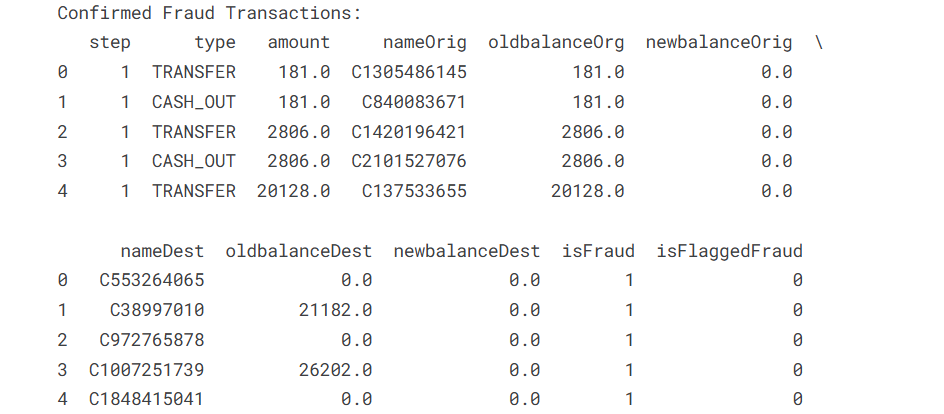 Confirmed Fraud Transactions:
step type amount nameOrig oldbalanceOrg newbalanceOrig \
0 1 TRANSFER 181.0 C1305486145 181.0 0.0
1 1 CASH_OUT 181.0 C840083671 181.0 0.0
2 1 TRANSFER 2806.0 C1420196421 2806.0 0.0
3 1 CASH_OUT 2806.0 C2101527076 2806.0 0.0
4 1 TRANSFER 20128.0 C137533655 20128.0 0.0
nameDest oldbalanceDest newbalanceDest isFraud isFlaggedFraud
0 C553264065 0.0 0.0 1 0
1 C38997010 21182.0 0.0 1 0
2 C972765878 0.0 0.0 1 0
3 C1007251739 26202.0 0.0 1 0
4 C1848415041 0.0 0.0 1 0